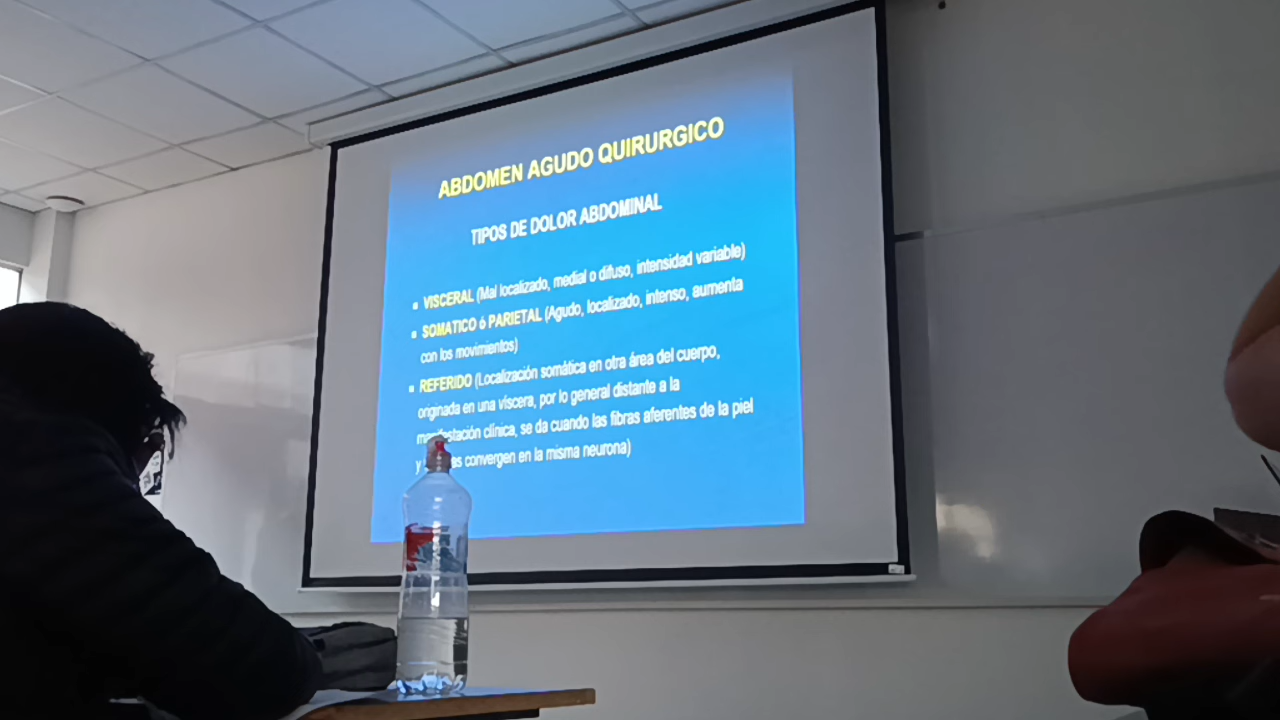 ABDOMEN AGUDO QUIRURGICO
TIPOS DE DOLOR ABDOMINAL
VISCERAL (Mal localizado, medial o difuso, intensidad variable)
SOMATICO ó PARIETAL (Agudo, localizado, intenso, aumenta
con los movimientos)
REFERIDO (Localización somática en otra área del cuerpo,
originada en una víscera, por lo general distante a la
manifestación clínica, se da cuando las fibras aferentes de la piel
y convergen en la misma neurona)